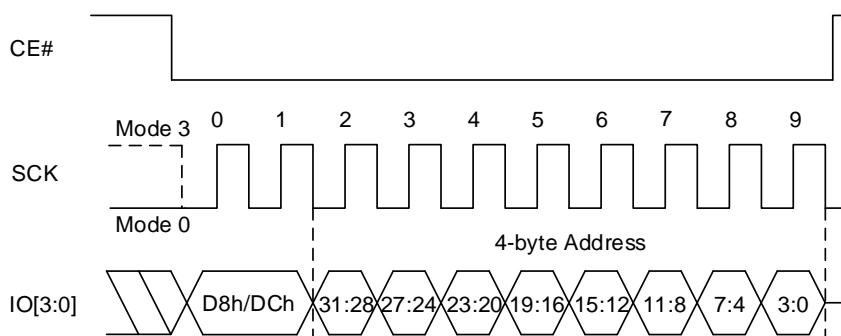 CE#
0 1 2 3 4 5 6 7 8 9
Mode 3
SCK
Mode 0
4-byte Address
IO[3:0] D8h/DCh 31:28 27:24 23:20 19:16 15:12 11:8 7:4 3:0